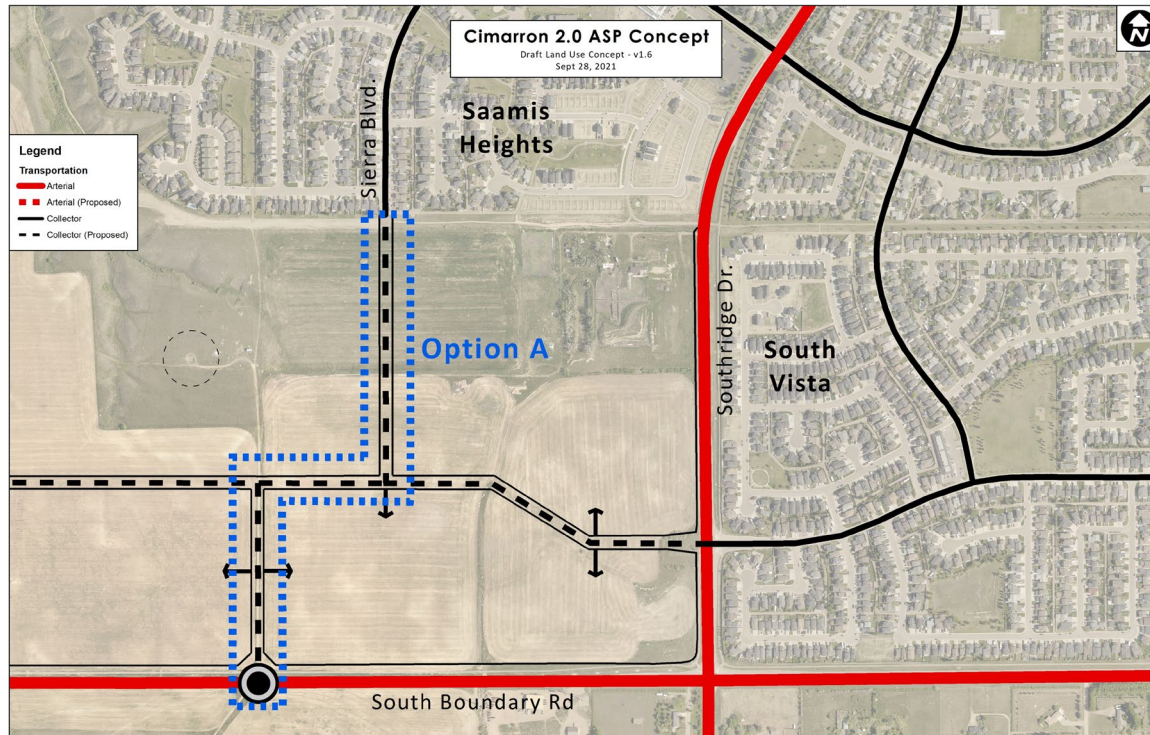 Cimarron 2.0 ASP Concept
Draft Land Use Concept - v1.6
Sept 28, 2021
N
Sierra Blvd.
Saamis
Heights
Legend
Transportation
Arterial
Arterial (Proposed)
Collector
Collector (Proposed)
Option A
Southridge Dr.
South
Vista
South Boundary Rd